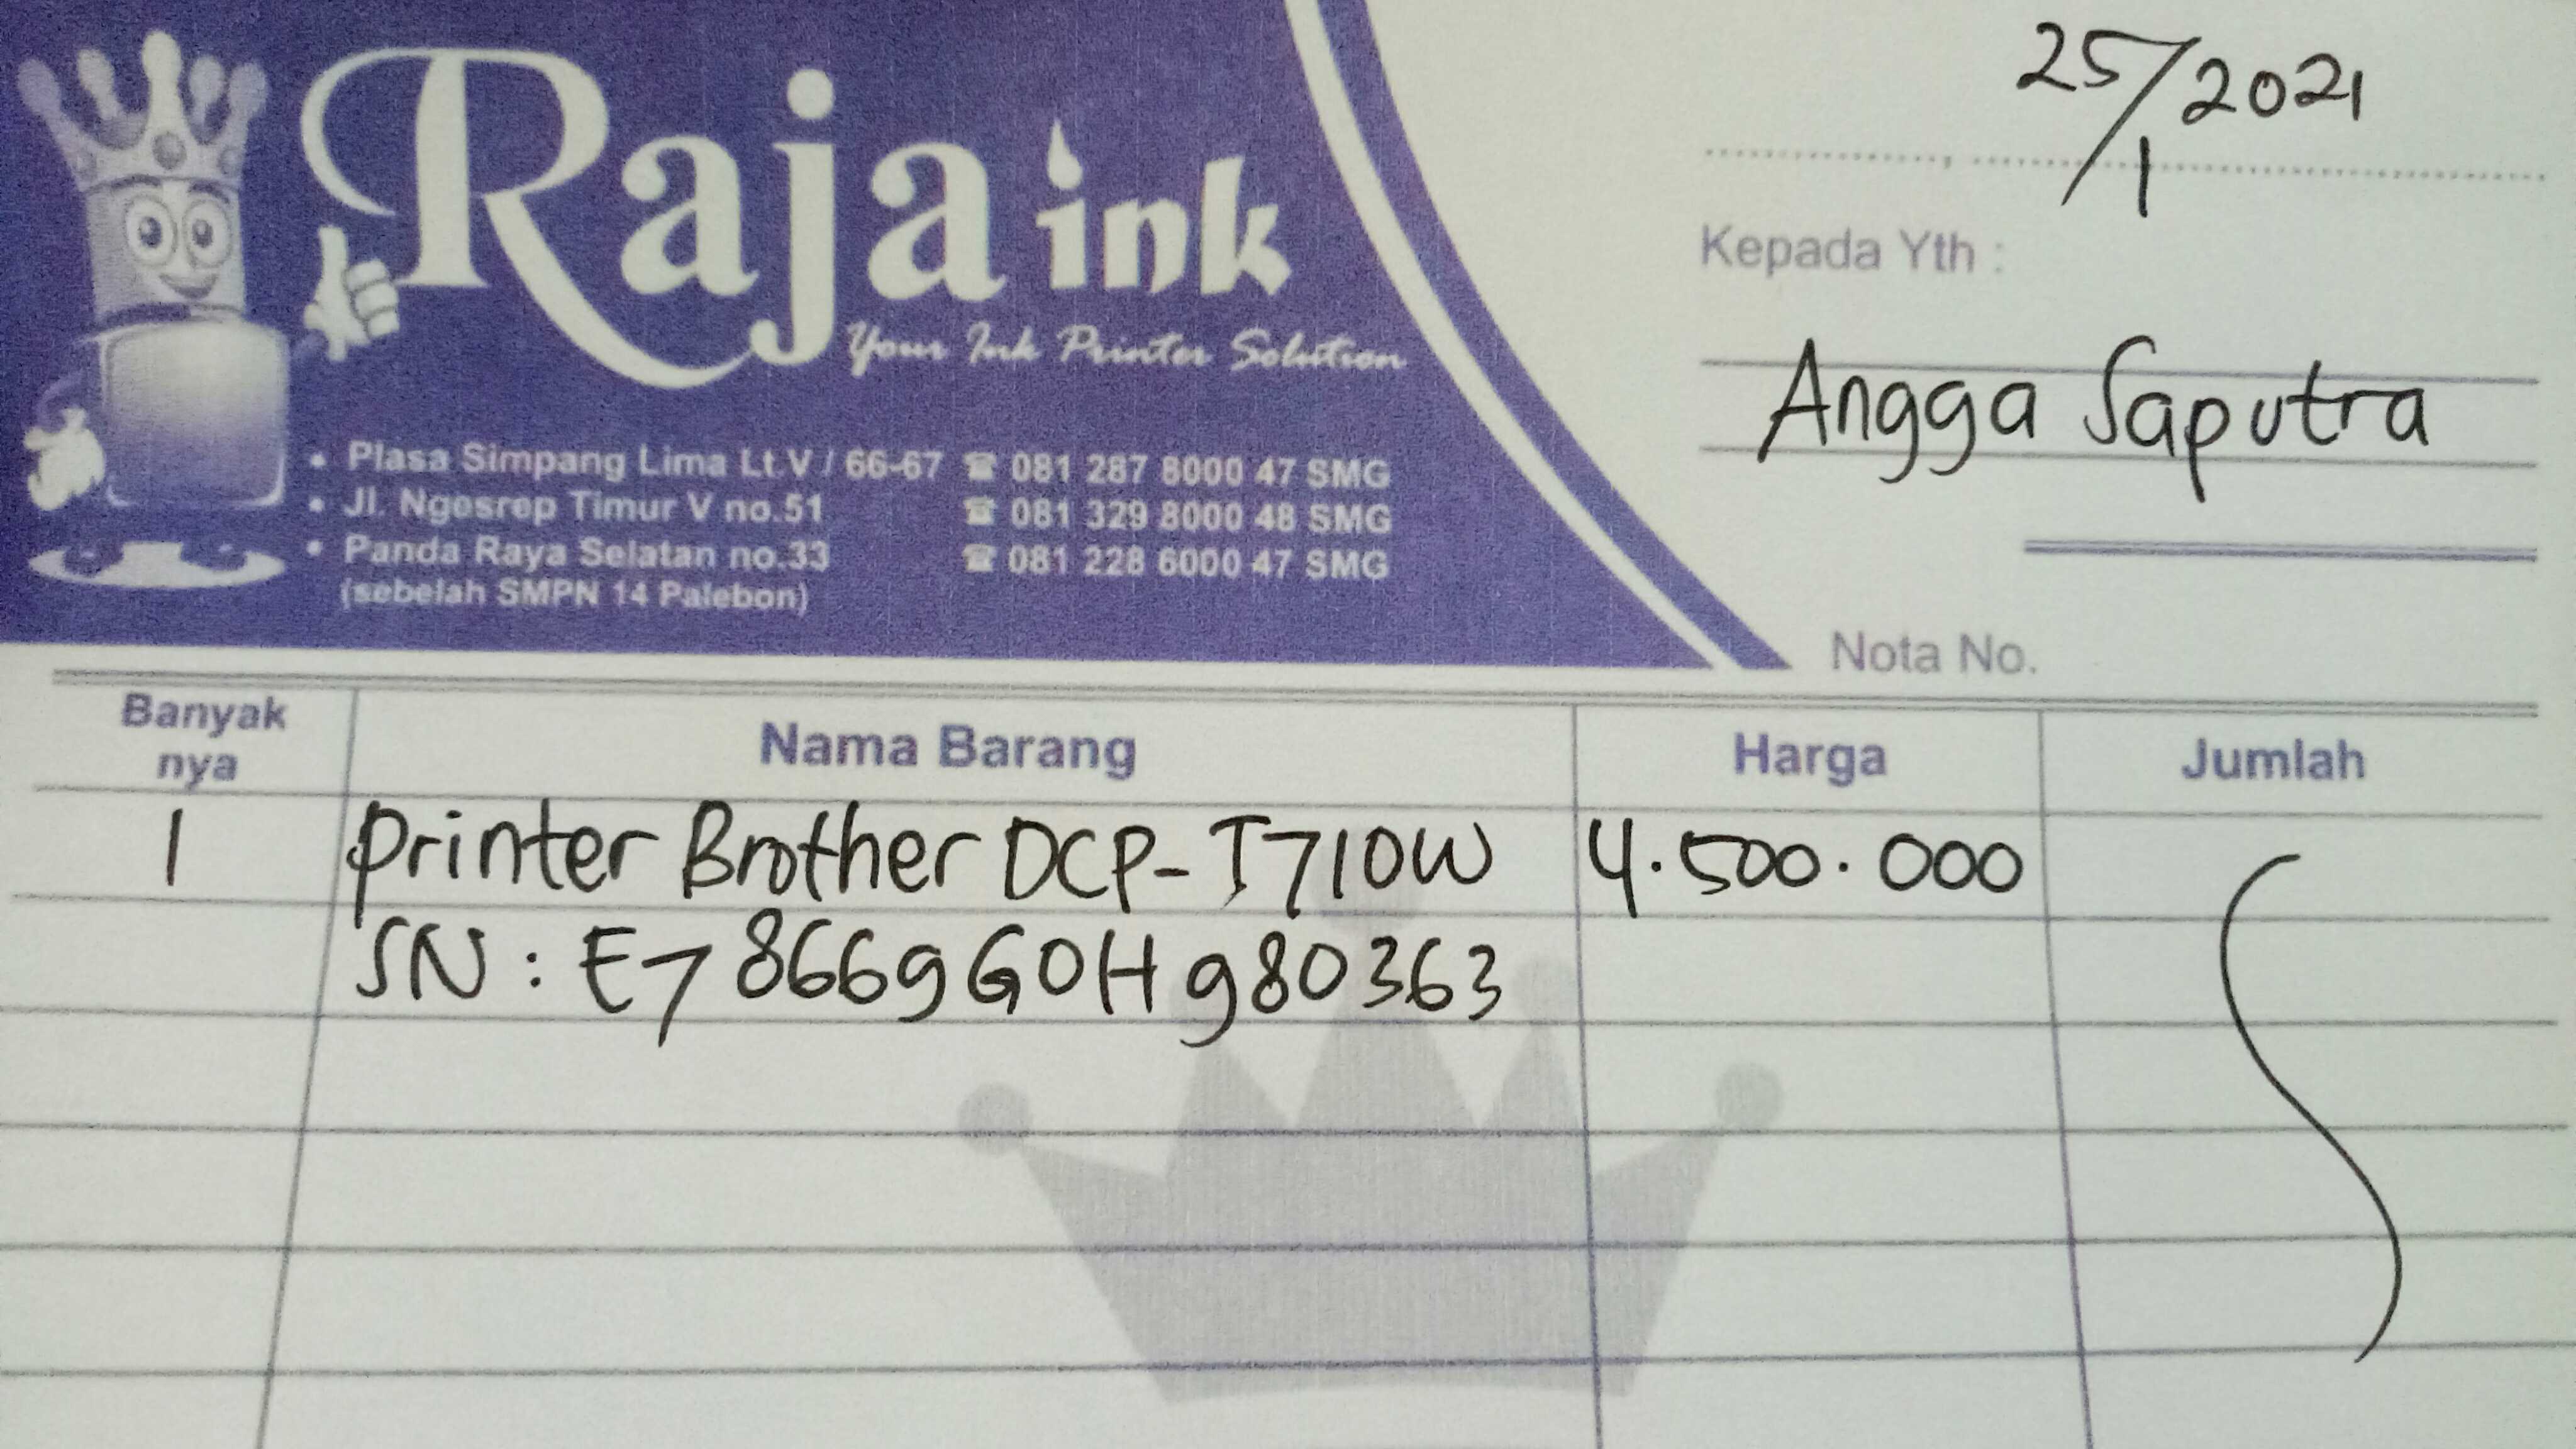 Raja ink
Your Ink Printer Solution
• Plasa Simpang Lima Lt.V / 66-67 ☎ 081 287 8000 47 SMG
• Jl. Ngesrep Timur V no.51 ☎ 081 329 8000 48 SMG
• Panda Raya Selatan no.33 ☎ 081 228 6000 47 SMG
(sebelah SMPN 14 Palebon)
25/1 2021
Kepada Yth :
Angga Saputra
Nota No.
Banyak nya Nama Barang Harga Jumlah
1 Printer Brother DCP-T710W 4.500.000
SN : E78669G0H980363